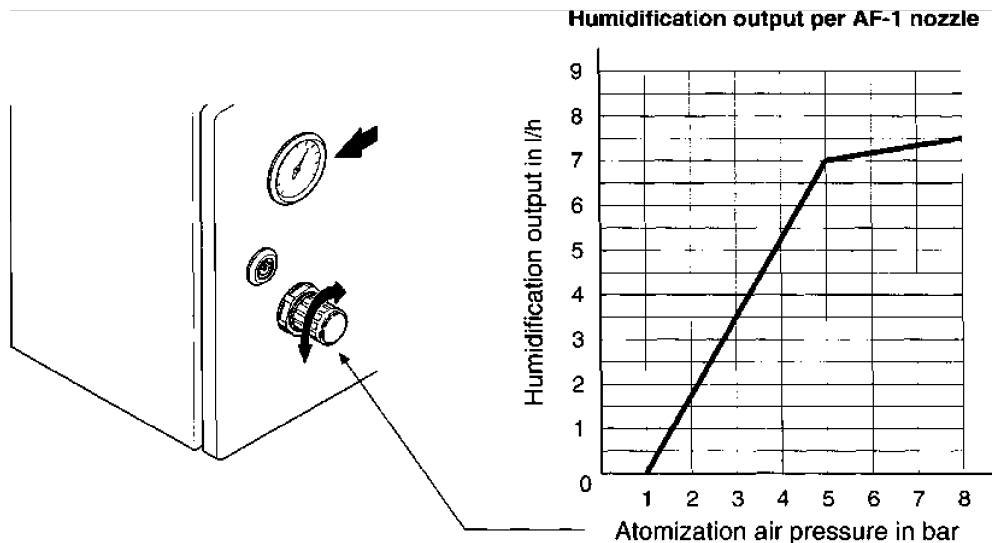 Humidification output per AF-1 nozzle
Humidification output in l/h
9
8
7
6
5
4
3
2
1
0
1 2 3 4 5 6 7 8
Atomization air pressure in bar